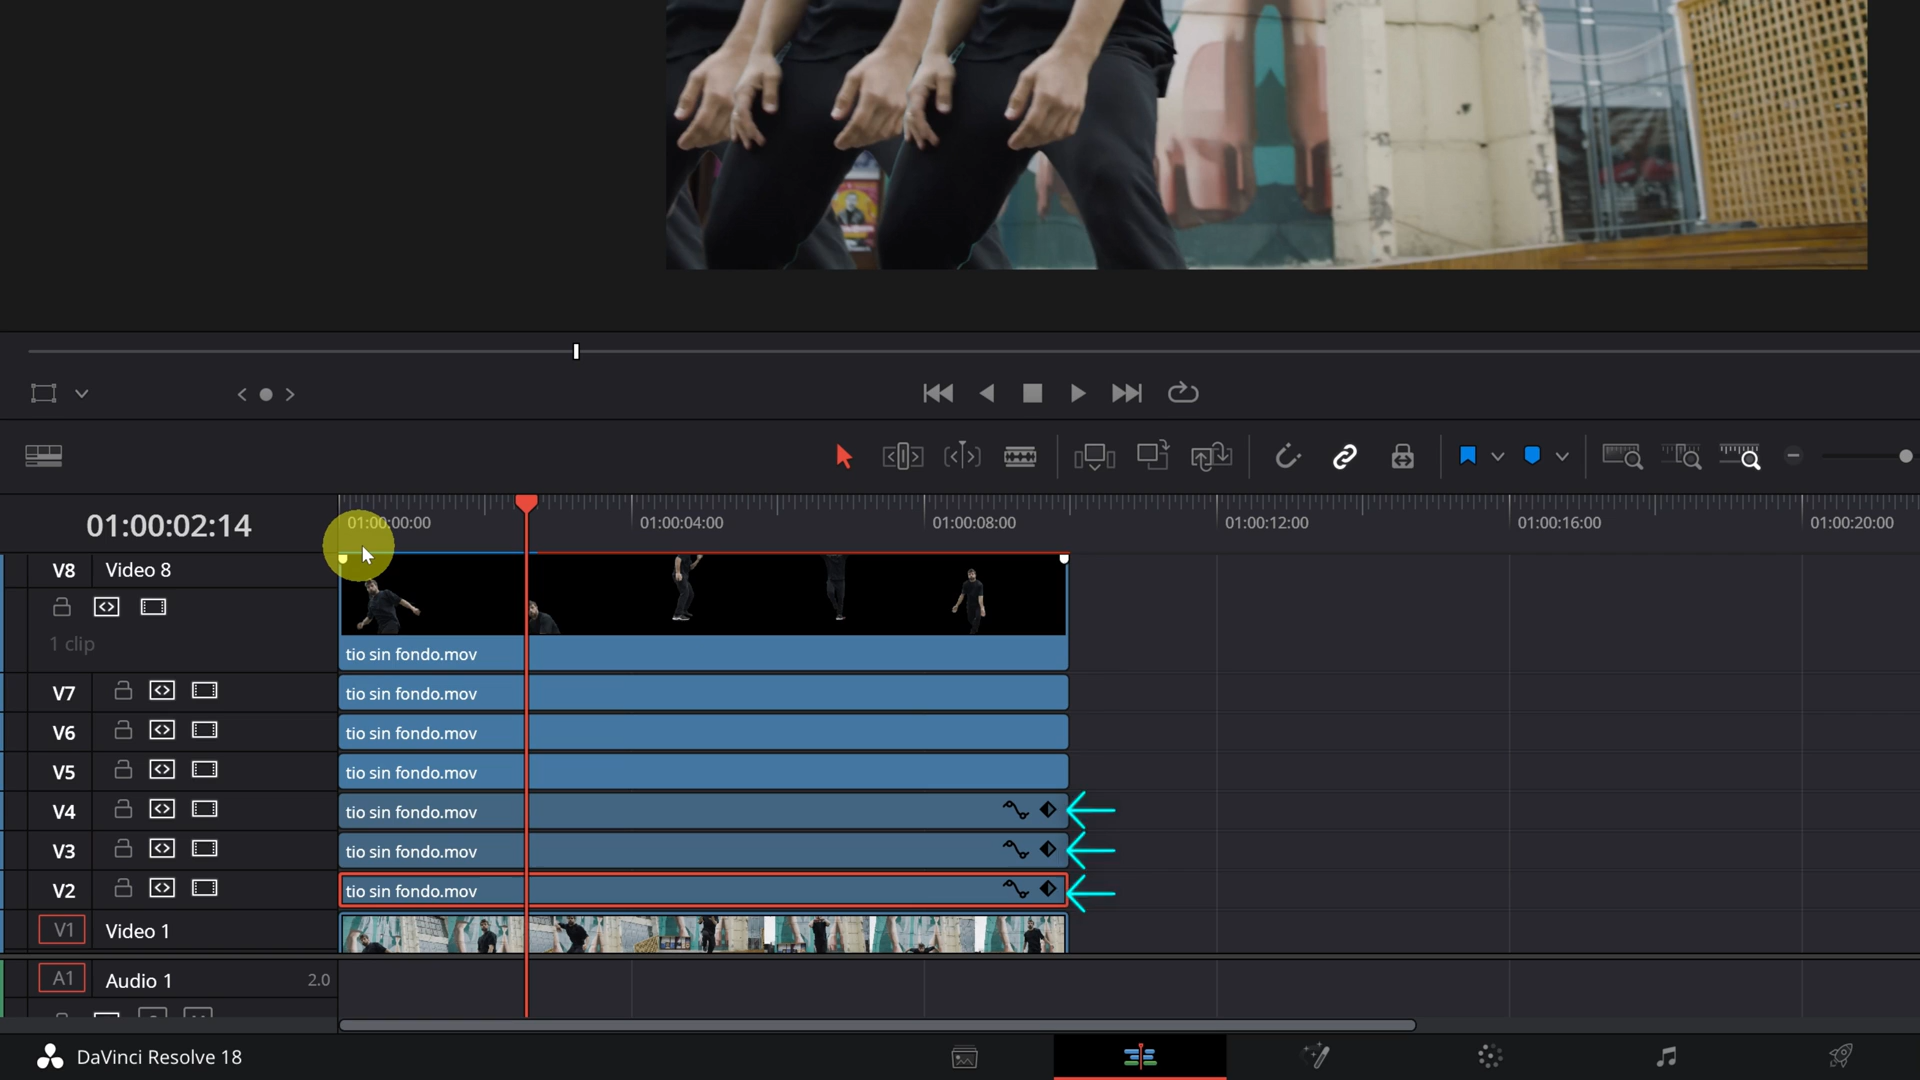 01:00:02:14
01:00:00:00 01:00:04:00 01:00:08:00 01:00:12:00 01:00:16:00 01:00:20:00
V8 Video 8
1 clip
tio sin fondo.mov
V7 tio sin fondo.mov
V6 tio sin fondo.mov
V5 tio sin fondo.mov
V4 tio sin fondo.mov
V3 tio sin fondo.mov
V2 tio sin fondo.mov
V1 Video 1
A1 Audio 1 2.0
DaVinci Resolve 18